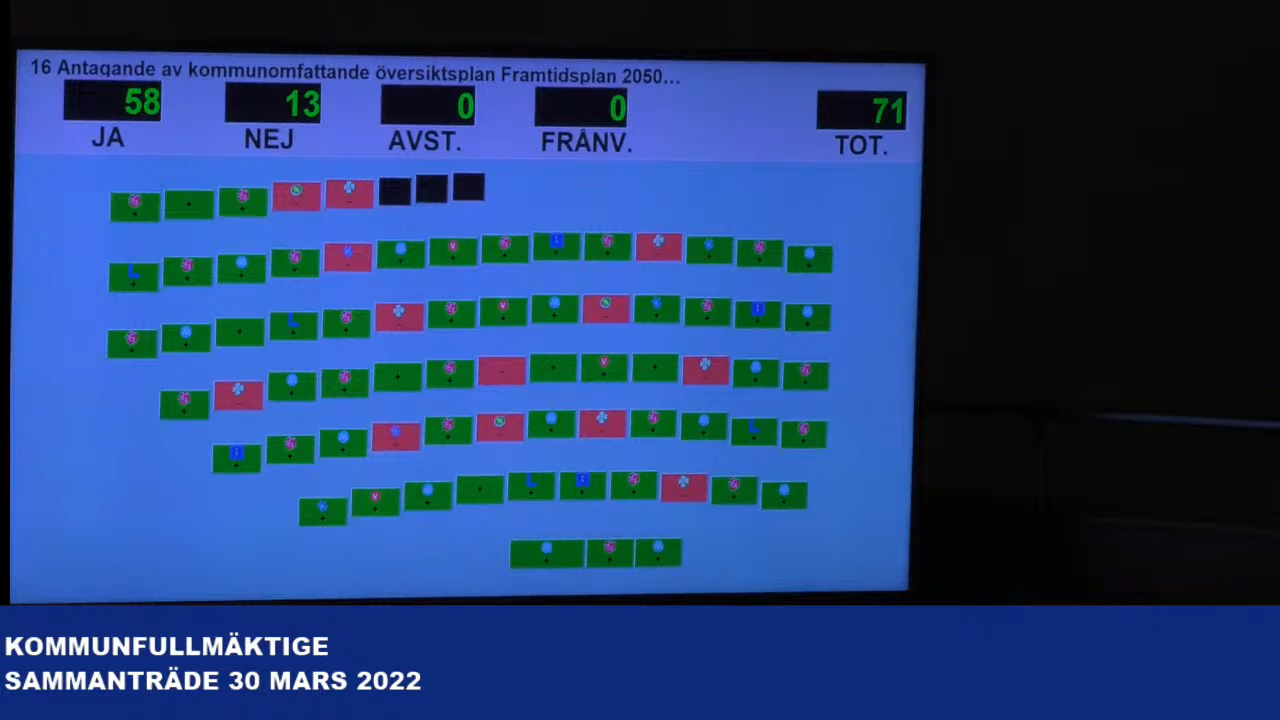 16 Antagande av kommunomfattande översiktsplan Framtidsplan 2050...
58 13 0 0 71
JA NEJ AVST. FRÅNV. TOT.
KOMMUNFULLMÄKTIGE
SAMMANTRÄDE 30 MARS 2022